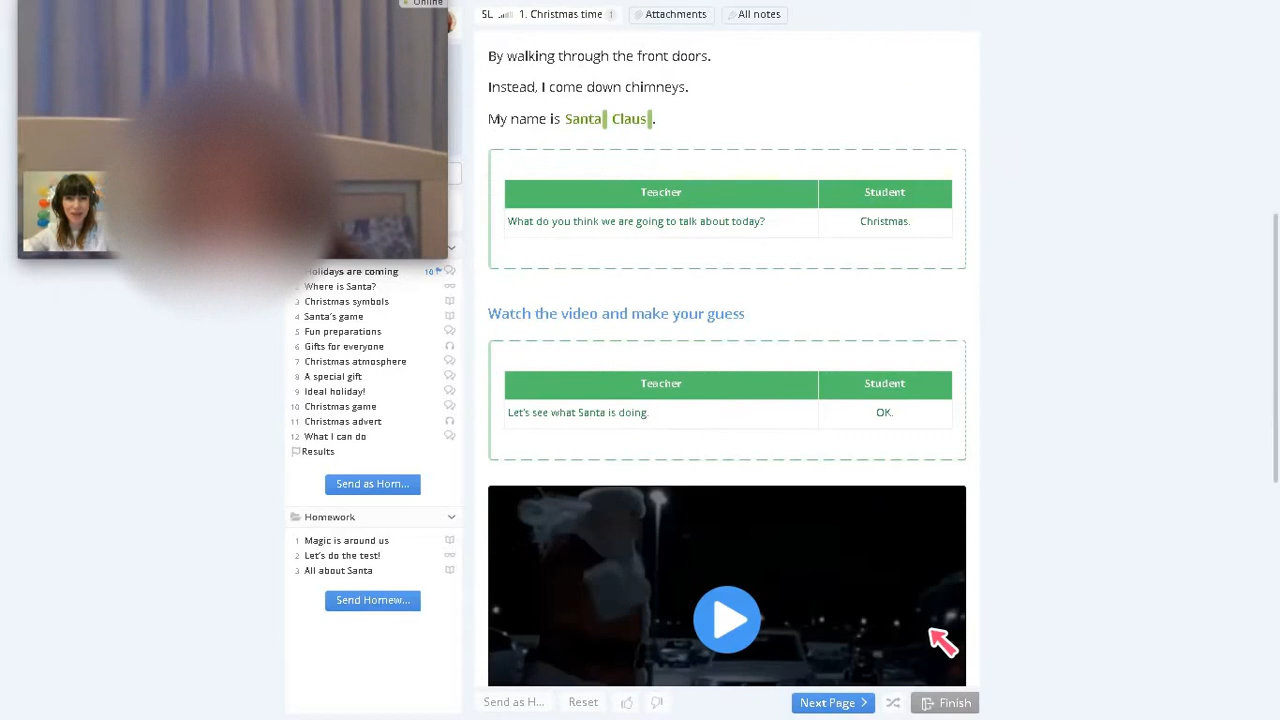 Online
SL 1. Christmas time 1
Attachments
All notes
By walking through the front doors.
Instead, I come down chimneys.
My name is Santa Claus .
Teacher Student
What do you think we are going to talk about today? Christmas.
Watch the video and make your guess
Teacher Student
Let's see what Santa is doing. OK.
Holidays are coming 10
Where is Santa?
3 Christmas symbols
4 Santa's game
5 Fun preparations
6 Gifts for everyone
7 Christmas atmosphere
8 A special gift
9 Ideal holiday!
10 Christmas game
11 Christmas advert
12 What I can do
Results
Send as Hom...
Homework
1 Magic is around us
2 Let's do the test!
3 All about Santa
Send Homew...
Send as H...
Reset
Next Page
Finish